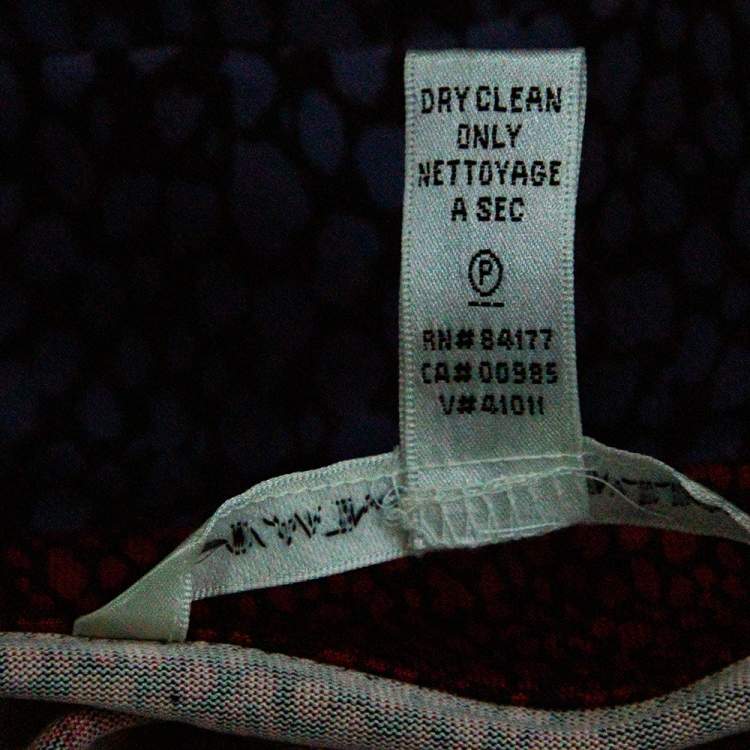 DRY CLEAN
ONLY
NETTOYAGE
A SEC
P
RN# 84177
CA# 00985
V# 41011